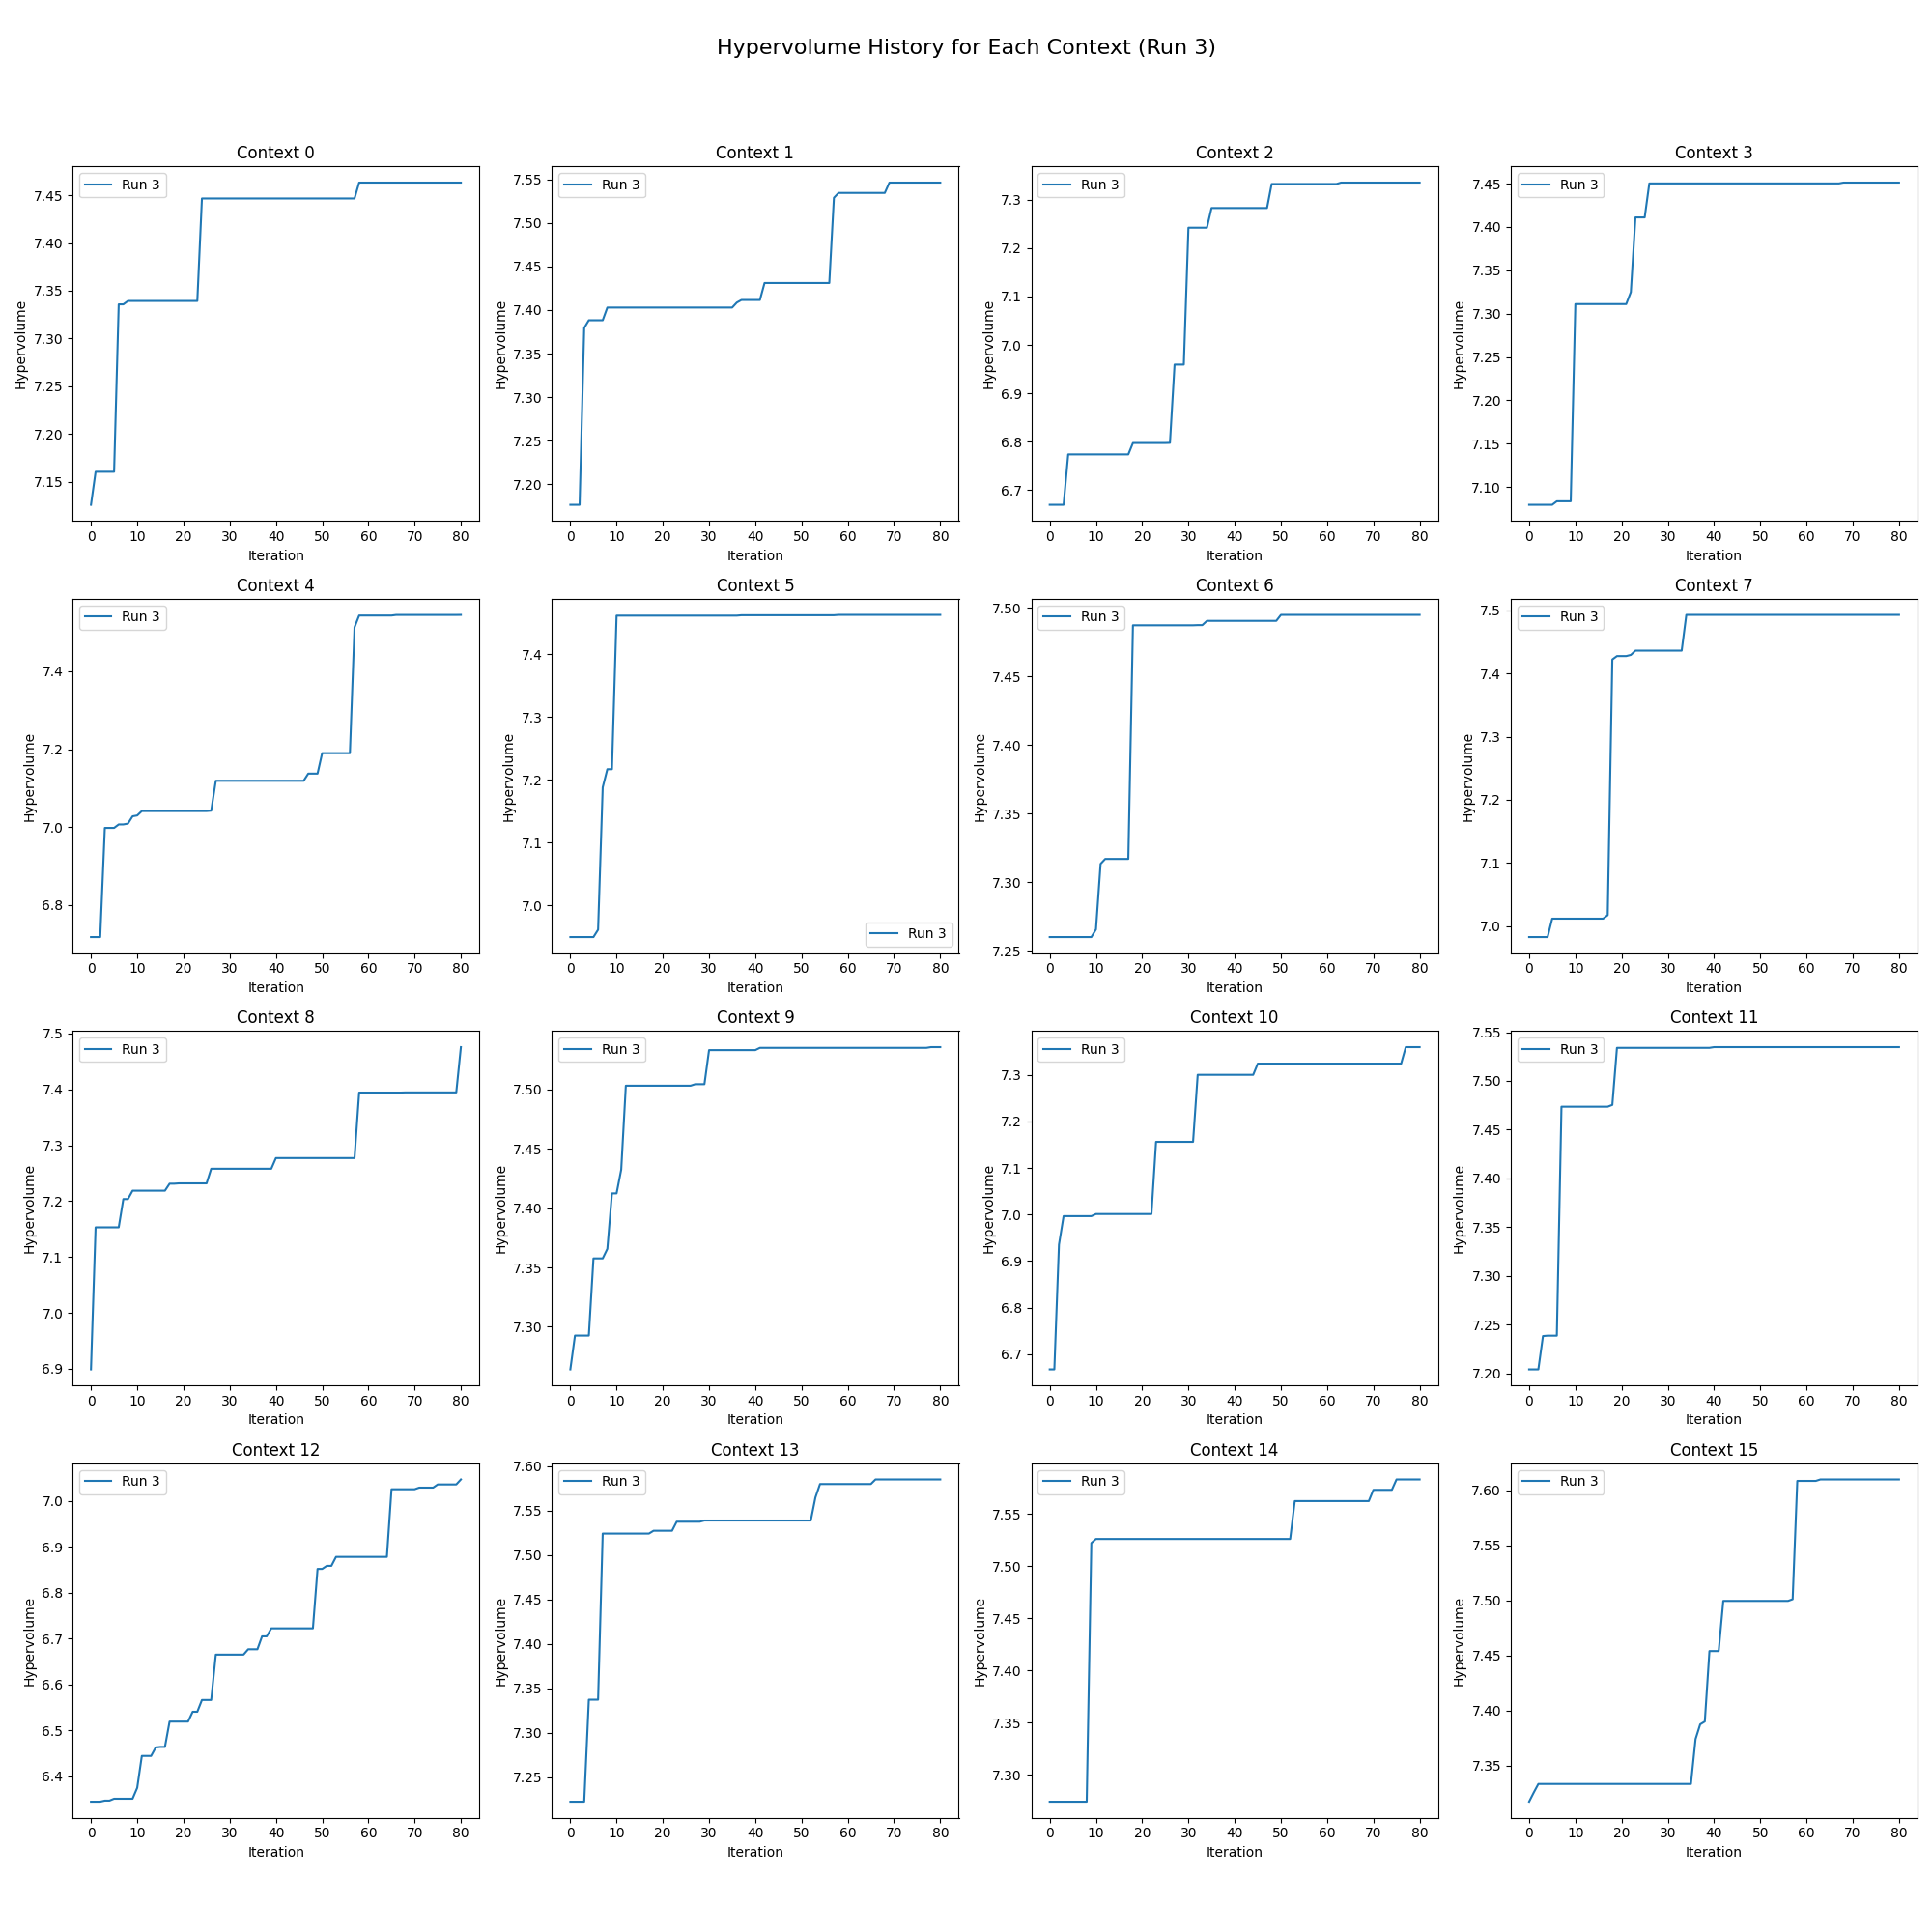 Hypervolume History for Each Context (Run 3)
Context 0
Run 3
7.45
7.40
7.35
7.30
7.25
7.20
7.15
Hypervolume
0 10 20 30 40 50 60 70 80
Iteration
Context 1
Run 3
7.55
7.50
7.45
7.40
7.35
7.30
7.25
7.20
Hypervolume
0 10 20 30 40 50 60 70 80
Iteration
Context 2
Run 3
7.3
7.2
7.1
7.0
6.9
6.8
6.7
Hypervolume
0 10 20 30 40 50 60 70 80
Iteration
Context 3
Run 3
7.45
7.40
7.35
7.30
7.25
7.20
7.15
7.10
Hypervolume
0 10 20 30 40 50 60 70 80
Iteration
Context 4
Run 3
7.4
7.2
7.0
6.8
Hypervolume
0 10 20 30 40 50 60 70 80
Iteration
Context 5
7.4
7.3
7.2
7.1
7.0
Hypervolume
Run 3
0 10 20 30 40 50 60 70 80
Iteration
Context 6
Run 3
7.50
7.45
7.40
7.35
7.30
7.25
Hypervolume
0 10 20 30 40 50 60 70 80
Iteration
Context 7
Run 3
7.5
7.4
7.3
7.2
7.1
7.0
Hypervolume
0 10 20 30 40 50 60 70 80
Iteration
Context 8
Run 3
7.5
7.4
7.3
7.2
7.1
7.0
6.9
Hypervolume
0 10 20 30 40 50 60 70 80
Iteration
Context 9
Run 3
7.50
7.45
7.40
7.35
7.30
Hypervolume
0 10 20 30 40 50 60 70 80
Iteration
Context 10
Run 3
7.3
7.2
7.1
7.0
6.9
6.8
6.7
Hypervolume
0 10 20 30 40 50 60 70 80
Iteration
Context 11
Run 3
7.55
7.50
7.45
7.40
7.35
7.30
7.25
7.20
Hypervolume
0 10 20 30 40 50 60 70 80
Iteration
Context 12
Run 3
7.0
6.9
6.8
6.7
6.6
6.5
6.4
Hypervolume
0 10 20 30 40 50 60 70 80
Iteration
Context 13
Run 3
7.60
7.55
7.50
7.45
7.40
7.35
7.30
7.25
Hypervolume
0 10 20 30 40 50 60 70 80
Iteration
Context 14
Run 3
7.55
7.50
7.45
7.40
7.35
7.30
Hypervolume
0 10 20 30 40 50 60 70 80
Iteration
Context 15
Run 3
7.60
7.55
7.50
7.45
7.40
7.35
Hypervolume
0 10 20 30 40 50 60 70 80
Iteration